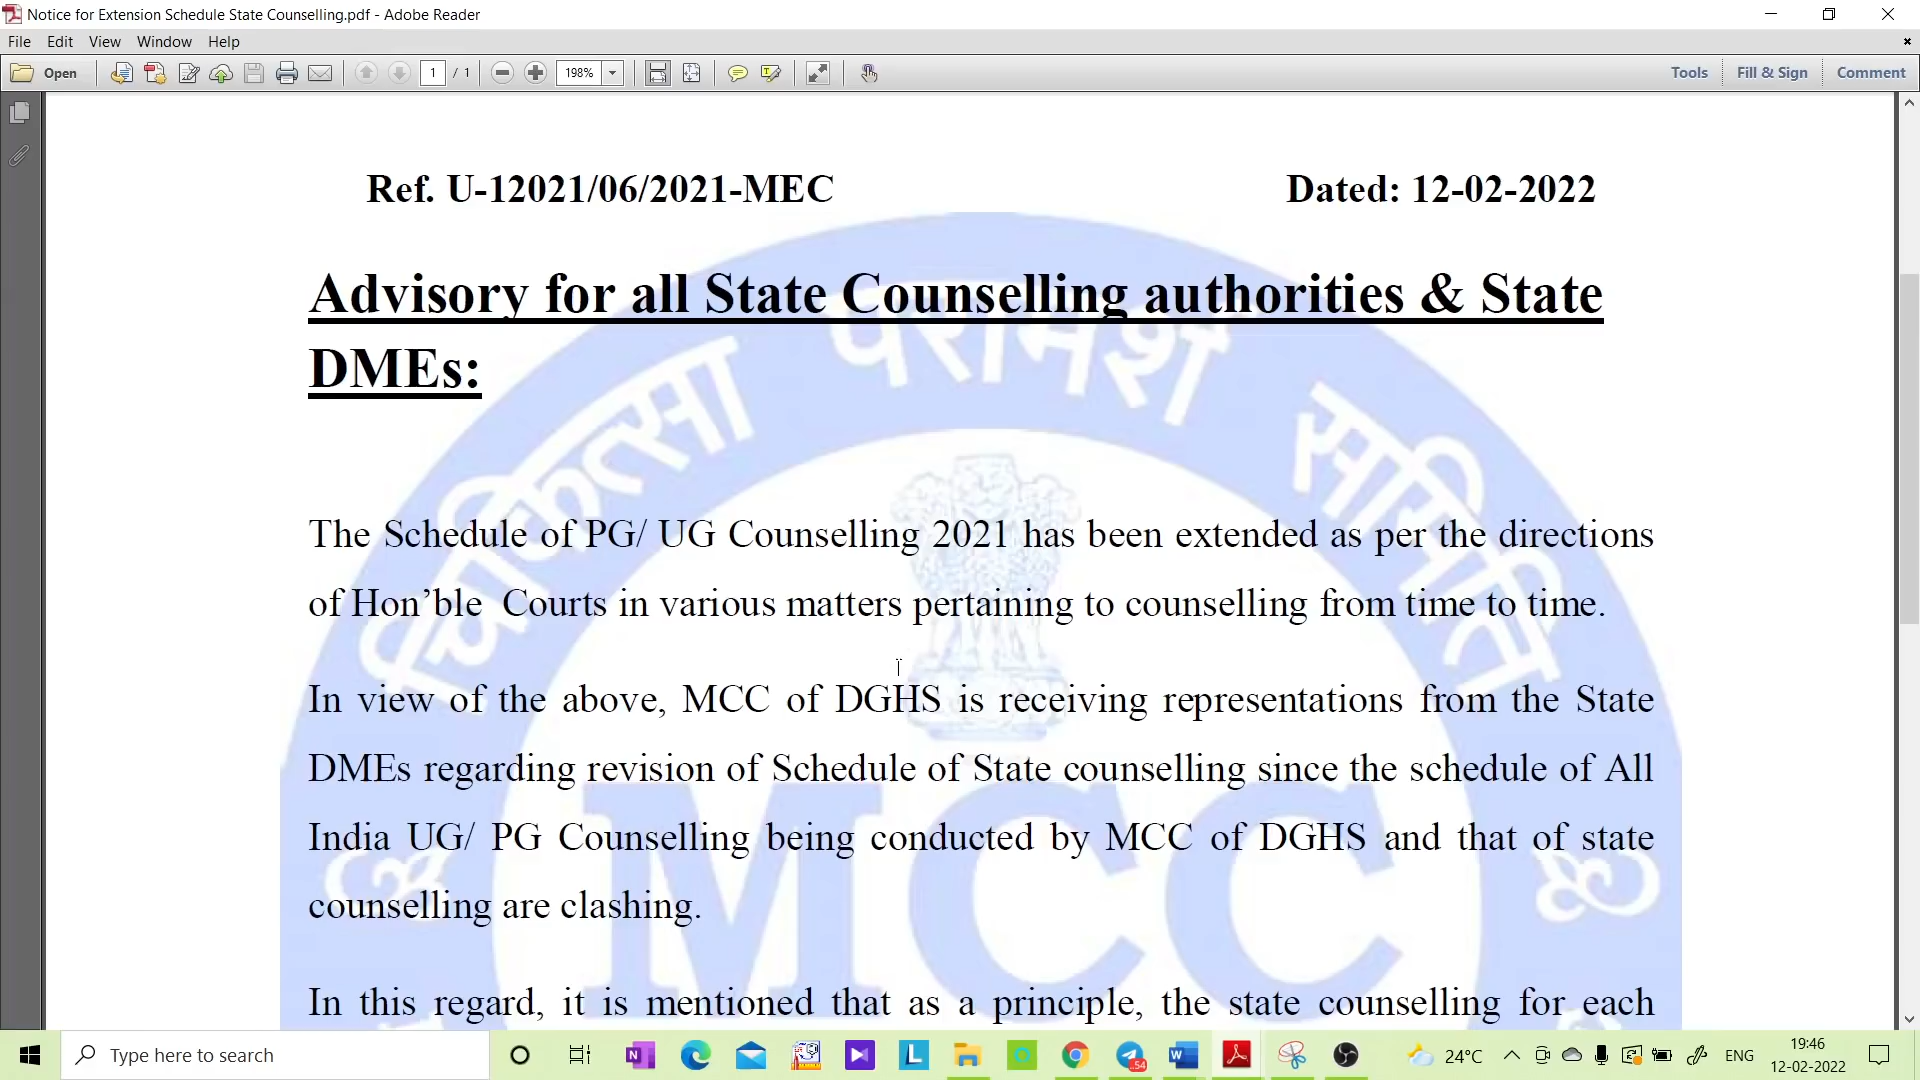 Notice for Extension Schedule State Counselling.pdf - Adobe Reader
File Edit View Window Help
Open 1 / 1 198% Tools Fill & Sign Comment
Ref. U-12021/06/2021-MEC Dated: 12-02-2022
Advisory for all State Counselling authorities & State
DMEs:
चिकित्सा परामर्श समिति
The Schedule of PG/ UG Counselling 2021 has been extended as per the directions
of Hon’ble Courts in various matters pertaining to counselling from time to time.
In view of the above, MCC of DGHS is receiving representations from the State
DMEs regarding revision of Schedule of State counselling since the schedule of All
India UG/ PG Counselling being conducted by MCC of DGHS and that of state
counselling are clashing.
MCC
In this regard, it is mentioned that as a principle, the state counselling for each
Type here to search 54 24°C ENG 19:46
12-02-2022